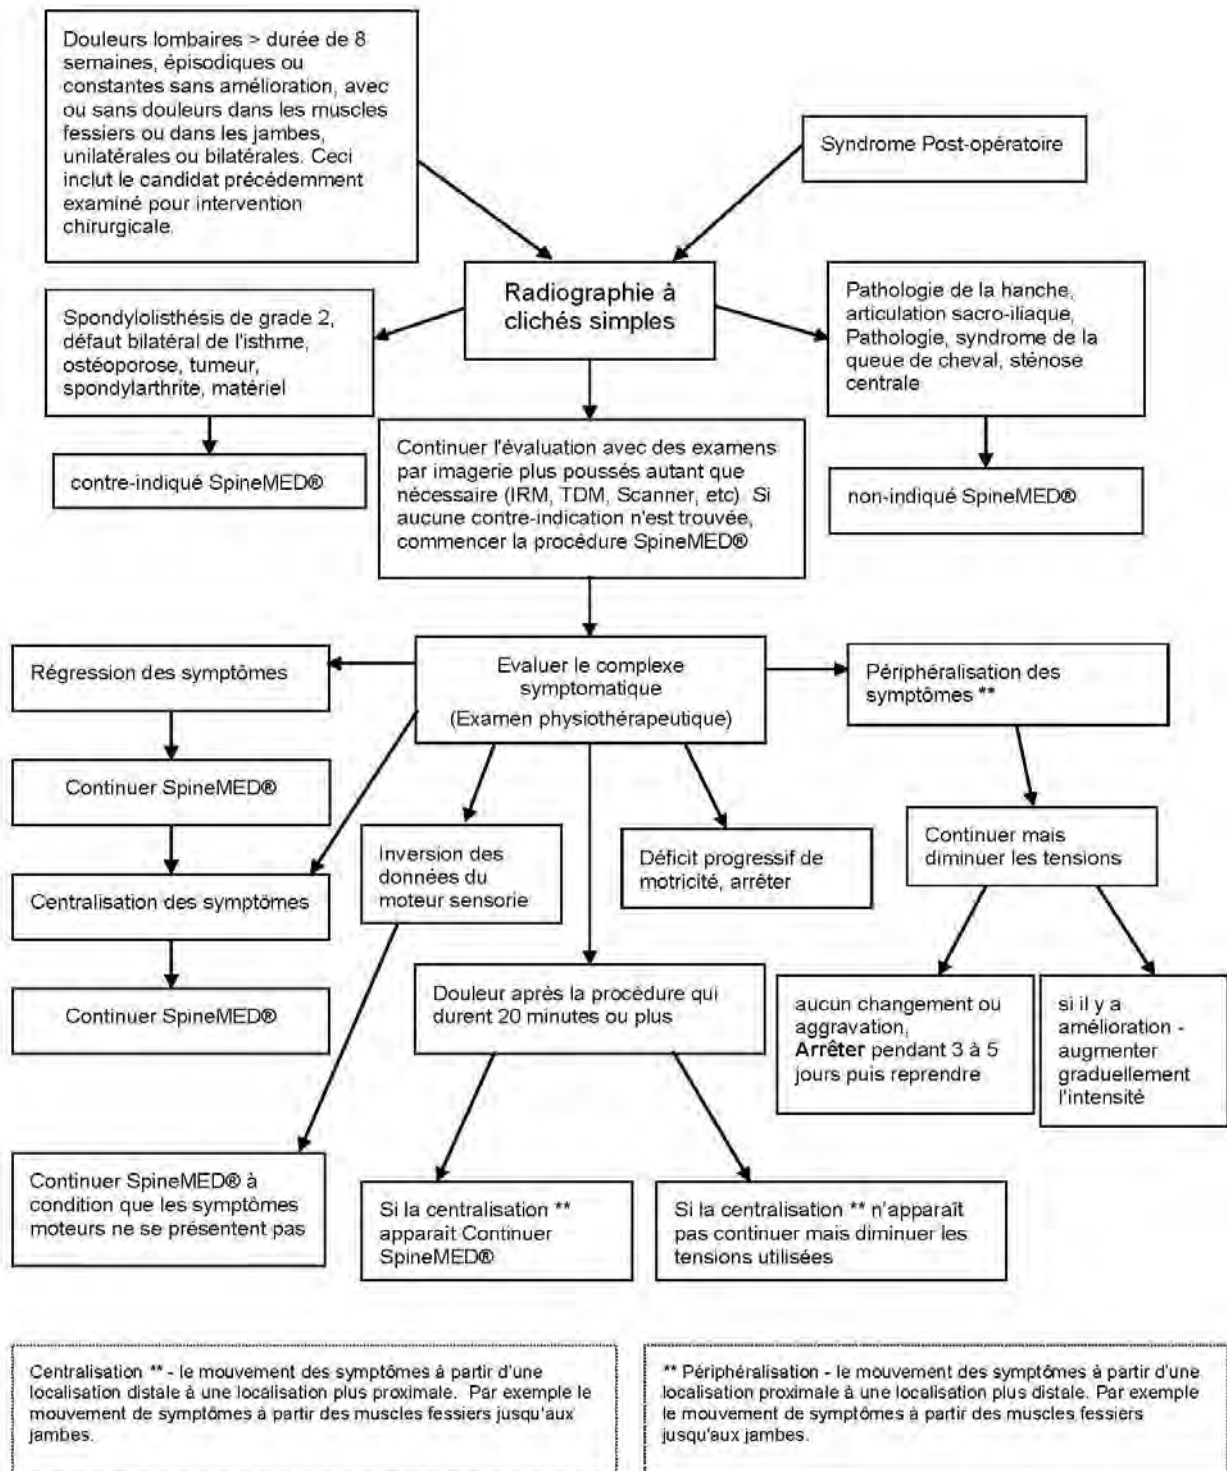 Douleurs lombaires > durée de 8
semaines, épisodiques ou
constantes sans amélioration, avec
ou sans douleurs dans les muscles
fessiers ou dans les jambes,
unilatérales ou bilatérales. Ceci
inclut le candidat précédemment
examiné pour intervention
chirurgicale.
Syndrome Post-opératoire
Radiographie à
clichés simples
Spondylolisthésis de grade 2,
défaut bilatéral de l'isthme,
ostéoporose, tumeur,
spondylarthrite, matériel
Pathologie de la hanche,
articulation sacro-iliaque,
Pathologie, syndrome de la
queue de cheval, sténose
centrale
contre-indiqué SpineMED®
Continuer l'évaluation avec des examens
par imagerie plus poussés autant que
nécessaire (IRM, TDM, Scanner, etc) Si
aucune contre-indication n'est trouvée,
commencer la procédure SpineMED®
non-indiqué SpineMED®
Régression des symptômes
Evaluer le complexe
symptomatique
(Examen physiothérapeutique)
Périphéralisation des
symptômes **
Continuer SpineMED®
Centralisation des symptômes
Continuer SpineMED®
Inversion des
données du
moteur sensorie
Déficit progressif de
motricité, arrêter
Continuer mais
diminuer les tensions
Douleur après la procédure qui
durent 20 minutes ou plus
aucun changement ou
aggravation,
Arrêter pendant 3 à 5
jours puis reprendre
si il y a
amélioration -
augmenter
graduellement
l'intensité
Continuer SpineMED® à
condition que les symptômes
moteurs ne se présentent pas
Si la centralisation **
apparaît Continuer
SpineMED®
Si la centralisation ** n'apparaît
pas continuer mais diminuer les
tensions utilisées
Centralisation ** - le mouvement des symptômes à partir d'une
localisation distale à une localisation plus proximale. Par exemple le
mouvement de symptômes à partir des muscles fessiers jusqu'aux
jambes.
** Périphéralisation - le mouvement des symptômes à partir d'une
localisation proximale à une localisation plus distale. Par exemple
le mouvement de symptômes à partir des muscles fessiers
jusqu'aux jambes.